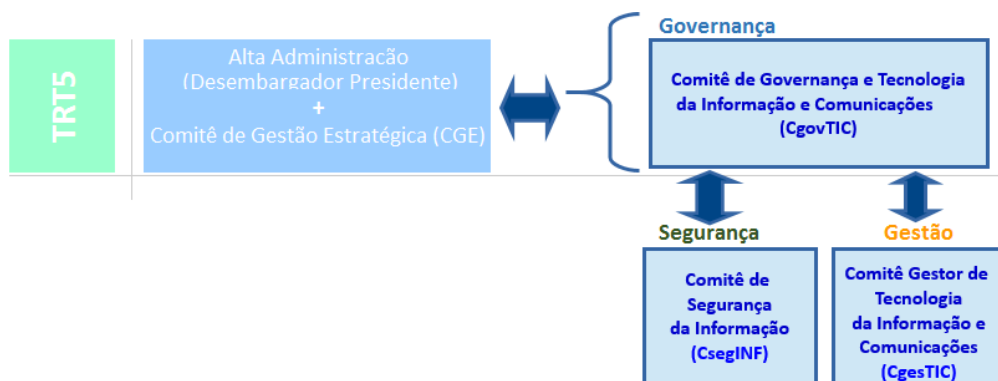 TRT5
Alta Administracão
(Desembargador Presidente)
+
Comitê de Gestão Estratégica (CGE)
Governança
Comitê de Governança e Tecnologia
da Informação e Comunicações
(CgovTIC)
Segurança
Comitê de
Segurança
da Informação
(CsegINF)
Gestão
Comitê Gestor de
Tecnologia
da Informação e
Comunicações
(CgesTIC)